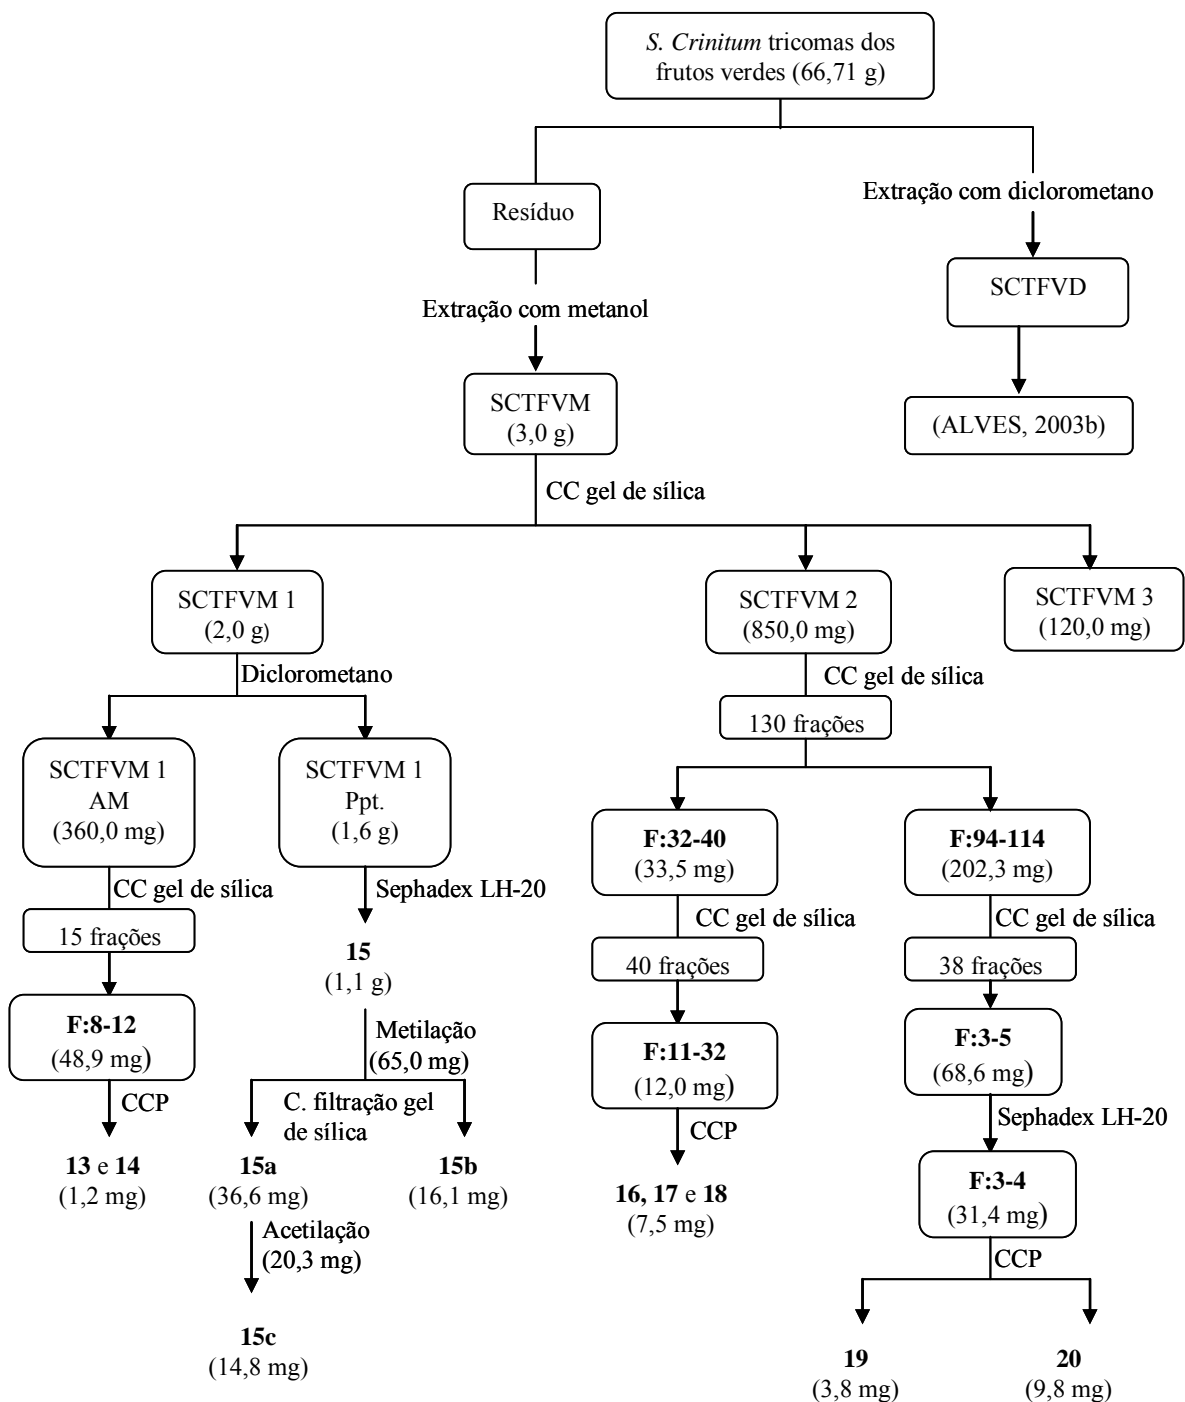 S. Crinitum tricomas dos
frutos verdes (66,71 g)
Resíduo
Extração com diclorometano
SCTFVD
Extração com metanol
SCTFVM
(3,0 g)
(ALVES, 2003b)
CC gel de sílica
SCTFVM 1
(2,0 g)
SCTFVM 2
(850,0 mg)
SCTFVM 3
(120,0 mg)
Diclorometano
CC gel de sílica
130 frações
SCTFVM 1
AM
(360,0 mg)
SCTFVM 1
Ppt.
(1,6 g)
F:32-40
(33,5 mg)
F:94-114
(202,3 mg)
CC gel de sílica
Sephadex LH-20
CC gel de sílica
CC gel de sílica
15 frações
15
(1,1 g)
40 frações
38 frações
F:8-12
(48,9 mg)
Metilação
(65,0 mg)
F:11-32
(12,0 mg)
F:3-5
(68,6 mg)
CCP
C. filtração gel
de sílica
CCP
Sephadex LH-20
13 e 14
(1,2 mg)
15a
(36,6 mg)
15b
(16,1 mg)
16, 17 e 18
(7,5 mg)
F:3-4
(31,4 mg)
Acetilação
(20,3 mg)
CCP
15c
(14,8 mg)
19
(3,8 mg)
20
(9,8 mg)